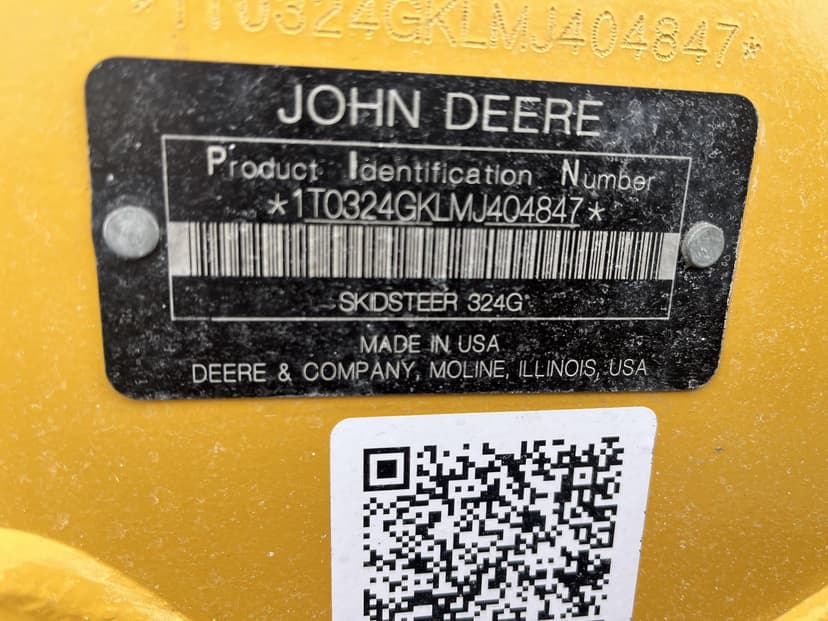 *1T0324GKLMJ404847*
JOHN DEERE
Product Identification Number
*1T0324GKLMJ404847*
SKIDSTEER 324G
MADE IN USA
DEERE & COMPANY, MOLINE, ILLINOIS, USA